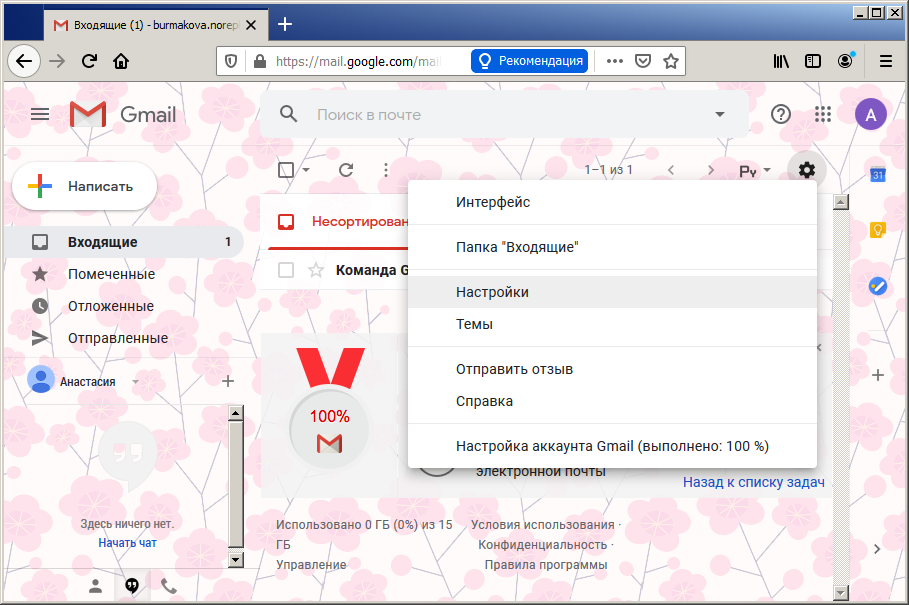 Входящие (1) - burmakova.norepl
https://mail.google.com/mail
Рекомендация
Gmail
Поиск в почте
A
Написать
1–1 из 1
Ру
31
Интерфейс
Несортирован
Папка "Входящие"
Входящие 1
Команда G
Помеченные
Настройки
Отложенные
Темы
Отправленные
Отправить отзыв
Анастасия
Справка
100%
Настройка аккаунта Gmail (выполнено: 100 %)
электронной почты
Назад к списку задач
Здесь ничего нет.
Начать чат
Использовано 0 ГБ (0%) из 15
ГБ
Управление
Условия использования ·
Конфиденциальность ·
Правила программы